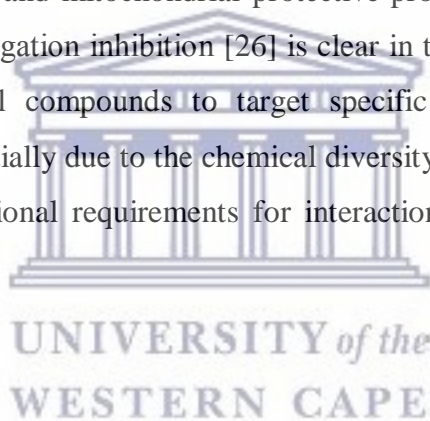 and mitochondrial protective pro
gation inhibition [26] is clear in t
l compounds to target specific
ially due to the chemical diversity
ional requirements for interaction
UNIVERSITY of the
WESTERN CAPE